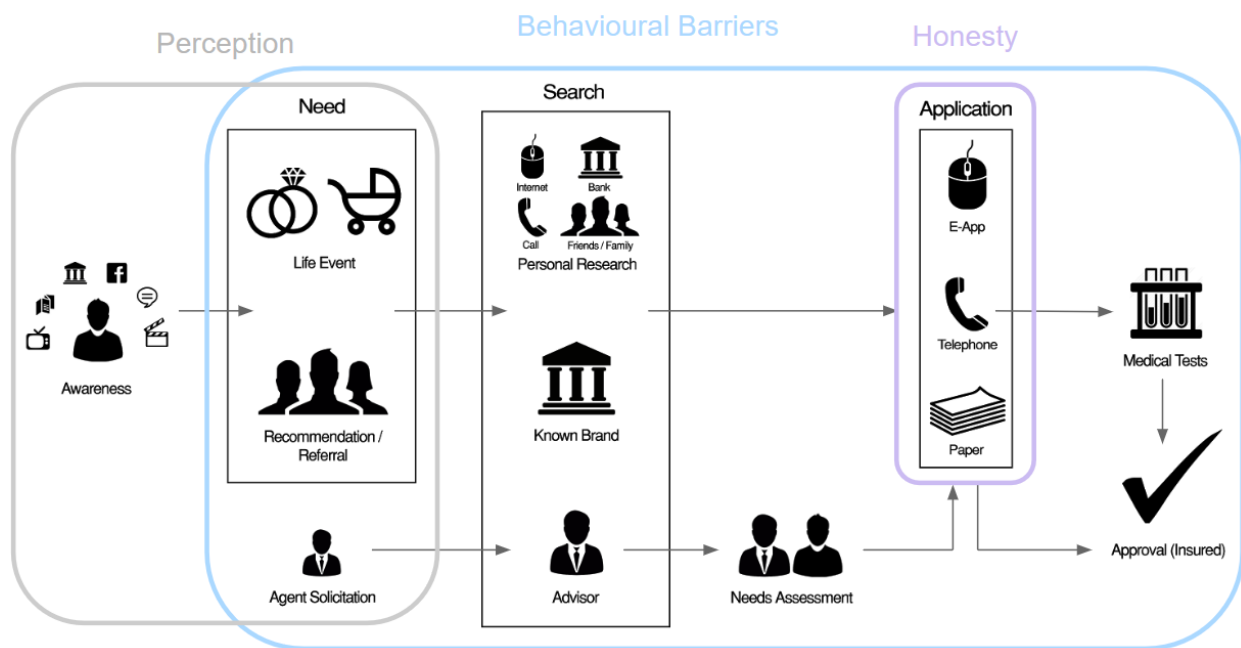 Behavioural Barriers
Perception
Honesty
Need
Search
Application
Internet
Bank
Call
Friends / Family
Personal Research
Life Event
E-App
Awareness
Telephone
Medical Tests
Recommendation /
Referral
Known Brand
Paper
Agent Solicitation
Advisor
Needs Assessment
Approval (Insured)